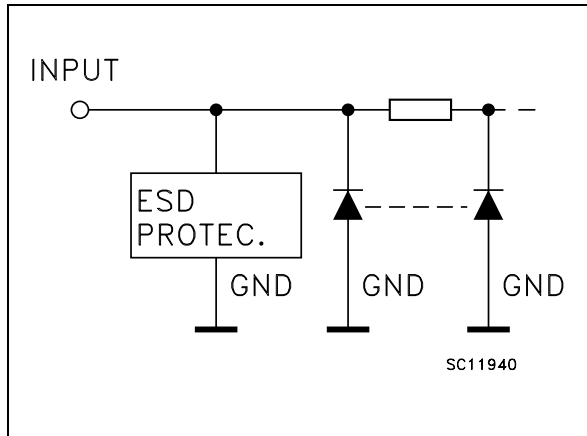 INPUT
ESD
PROTEC.
GND
GND
GND
SC11940